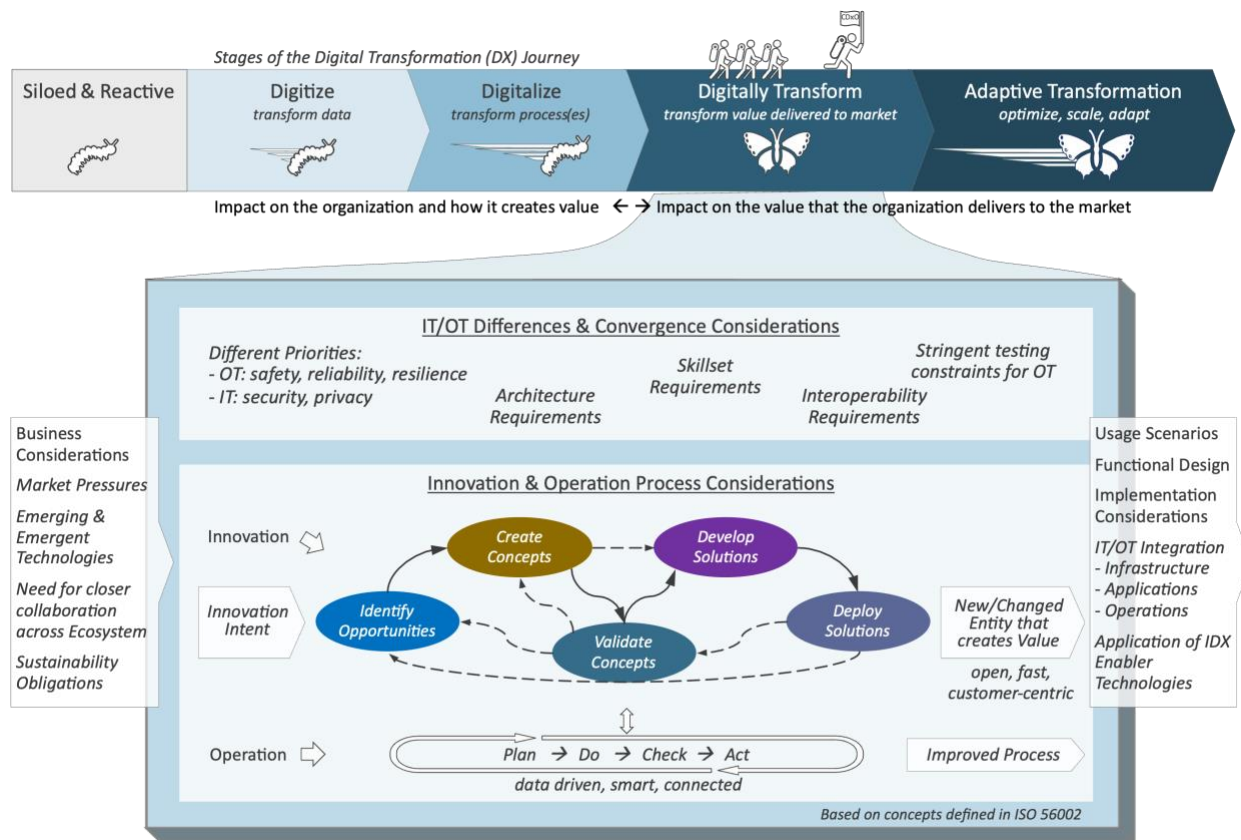 CDxO
Stages of the Digital Transformation (DX) Journey
Siloed & Reactive
Digitize
transform data
Digitalize
transform process(es)
Digitally Transform
transform value delivered to market
Adaptive Transformation
optimize, scale, adapt
Impact on the organization and how it creates value ← → Impact on the value that the organization delivers to the market
IT/OT Differences & Convergence Considerations
Different Priorities:
- OT: safety, reliability, resilience
- IT: security, privacy
Architecture
Requirements
Skillset
Requirements
Interoperability
Requirements
Stringent testing
constraints for OT
Business
Considerations
Market Pressures
Emerging &
Emergent
Technologies
Need for closer
collaboration
across Ecosystem
Sustainability
Obligations
Innovation & Operation Process Considerations
Innovation
Innovation
Intent
Identify
Opportunities
Create
Concepts
Validate
Concepts
Develop
Solutions
Deploy
Solutions
New/Changed
Entity that
creates Value
open, fast,
customer-centric
Operation
Plan → Do → Check → Act
data driven, smart, connected
Improved Process
Based on concepts defined in ISO 56002
Usage Scenarios
Functional Design
Implementation
Considerations
IT/OT Integration
- Infrastructure
- Applications
- Operations
Application of IDX
Enabler
Technologies